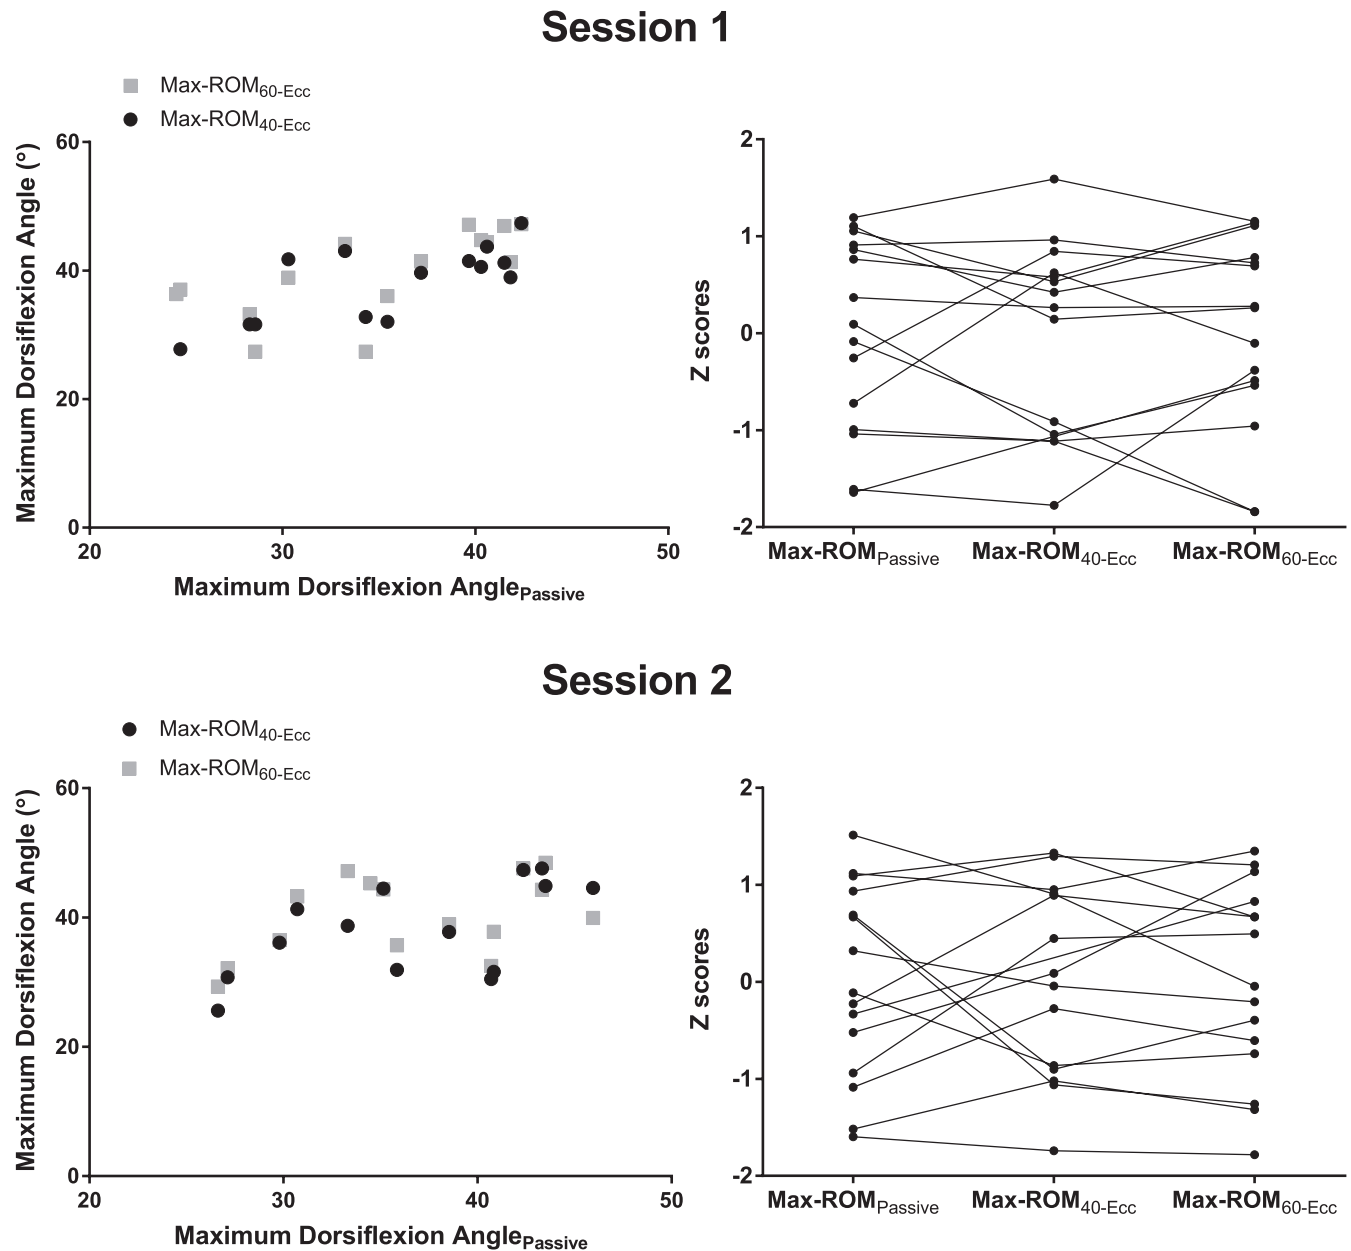 Session 1
Max-ROM60-Ecc
Max-ROM40-Ecc
Maximum Dorsiflexion Angle (°)
60
40
20
0
20 30 40 50
Maximum Dorsiflexion AnglePassive
Z scores
2
1
0
-1
-2
Max-ROMPassive Max-ROM40-Ecc Max-ROM60-Ecc
Session 2
Max-ROM40-Ecc
Max-ROM60-Ecc
Maximum Dorsiflexion Angle (°)
60
40
20
0
20 30 40 50
Maximum Dorsiflexion AnglePassive
Z scores
2
1
0
-1
-2
Max-ROMPassive Max-ROM40-Ecc Max-ROM60-Ecc